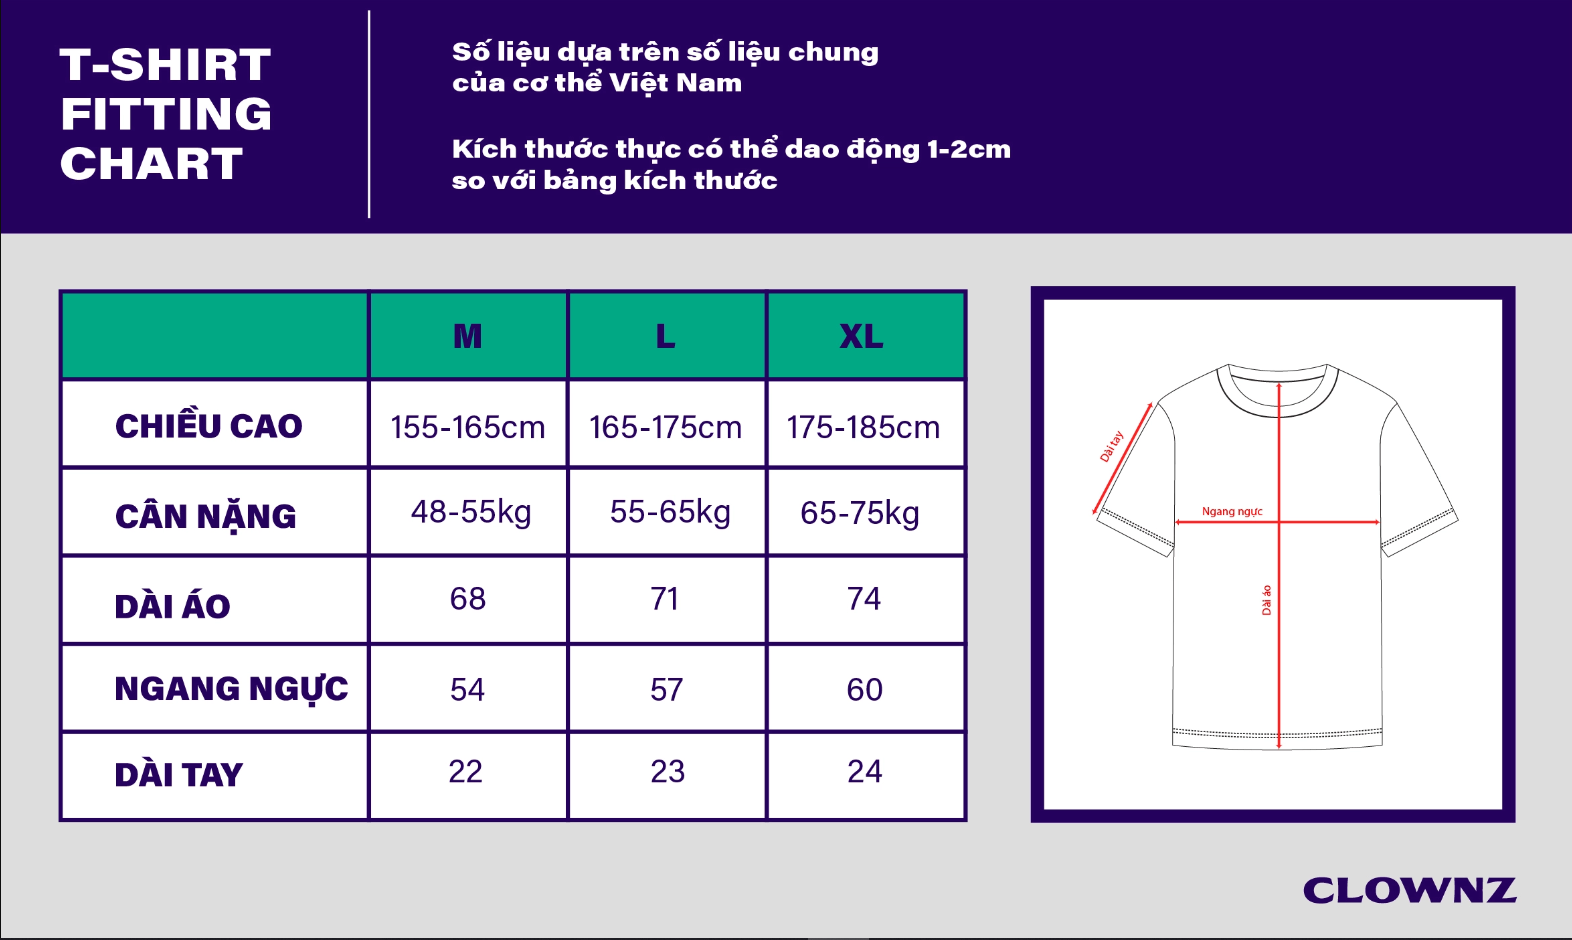 T-SHIRT
FITTING
CHART
Số liệu dựa trên số liệu chung
của cơ thể Việt Nam
Kích thước thực có thể dao động 1-2cm
so với bảng kích thước
M L XL
CHIỀU CAO 155-165cm 165-175cm 175-185cm
CÂN NẶNG 48-55kg 55-65kg 65-75kg
DÀI ÁO 68 71 74
NGANG NGỰC 54 57 60
DÀI TAY 22 23 24
Dài tay
Ngang ngực
Dài áo
CLOWNZ